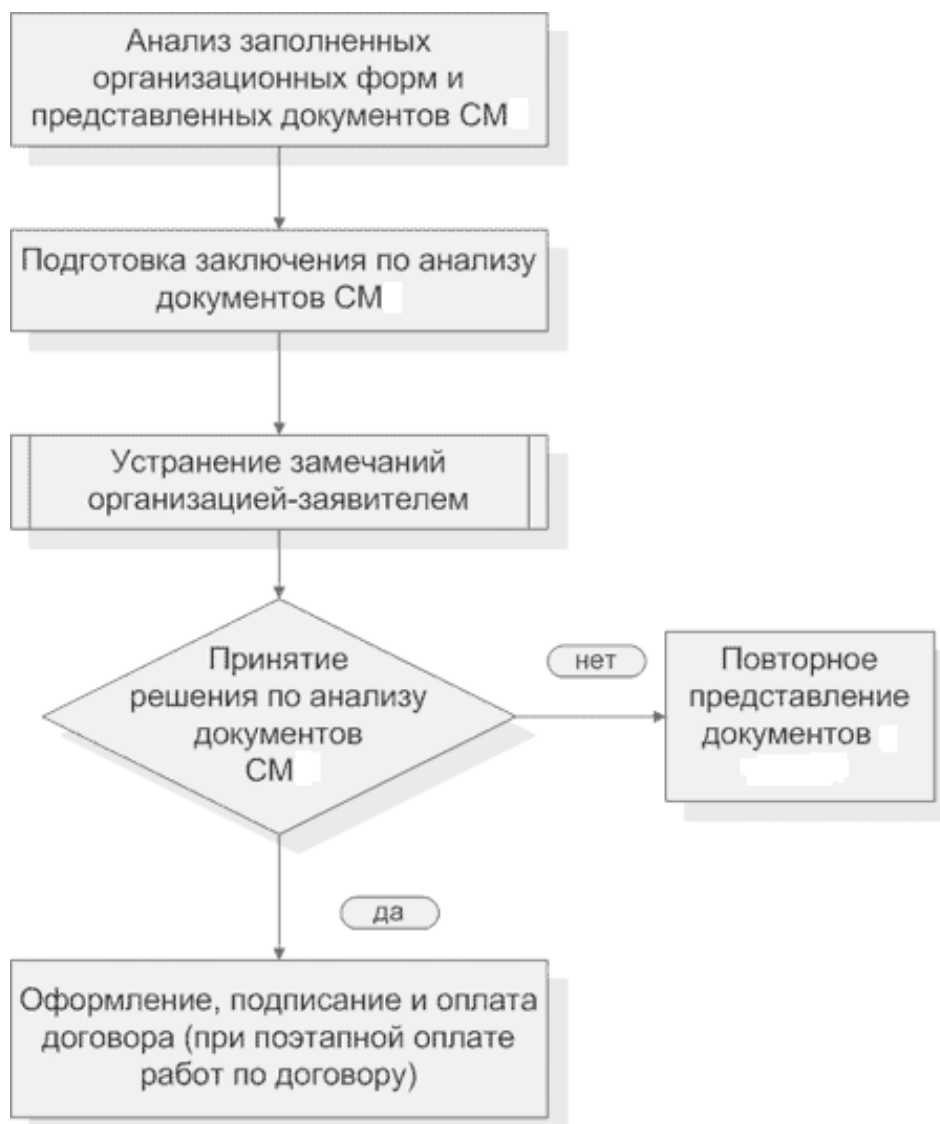 Анализ заполненных
организационных форм и
представленных документов СМ
Подготовка заключения по анализу
документов СМ
Устранение замечаний
организацией-заявителем
Принятие
решения по анализу
документов
СМ
нет
Повторное
представление
документов
да
Оформление, подписание и оплата
договора (при поэтапной оплате
работ по договору)